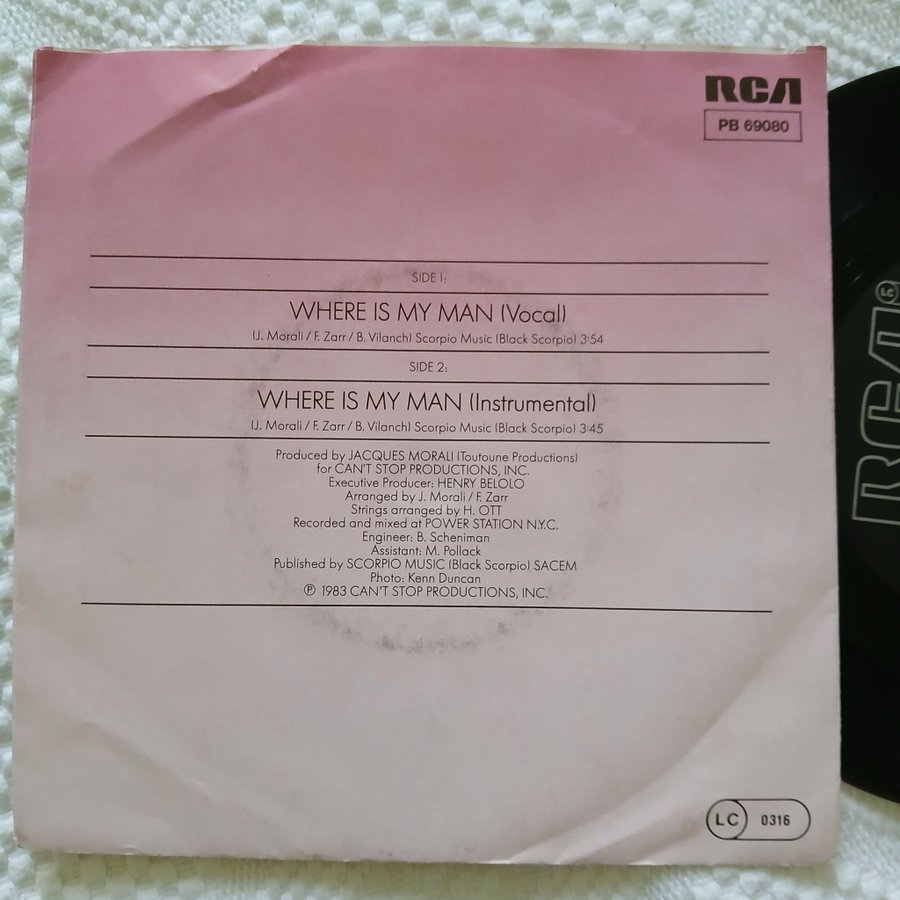 RCA
PB 69080
SIDE 1:
WHERE IS MY MAN (Vocal)
(J. Morali / F. Zarr / B. Vilanch) Scorpio Music (Black Scorpio) 3:54
SIDE 2:
WHERE IS MY MAN (Instrumental)
(J. Morali / F. Zarr / B. Vilanch) Scorpio Music (Black Scorpio) 3:45
Produced by JACQUES MORALI (Toutoune Productions)
for CAN'T STOP PRODUCTIONS, INC.
Executive Producer: HENRY BELOLO
Arranged by J. Morali / F. Zarr
Strings arranged by H. OTT
Recorded and mixed at POWER STATION N.Y.C.
Engineer: B. Scheniman
Assistant: M. Pollack
Published by SCORPIO MUSIC (Black Scorpio) SACEM
Photo: Kenn Duncan
℗ 1983 CAN'T STOP PRODUCTIONS, INC.
LC 0316
RCA
LC